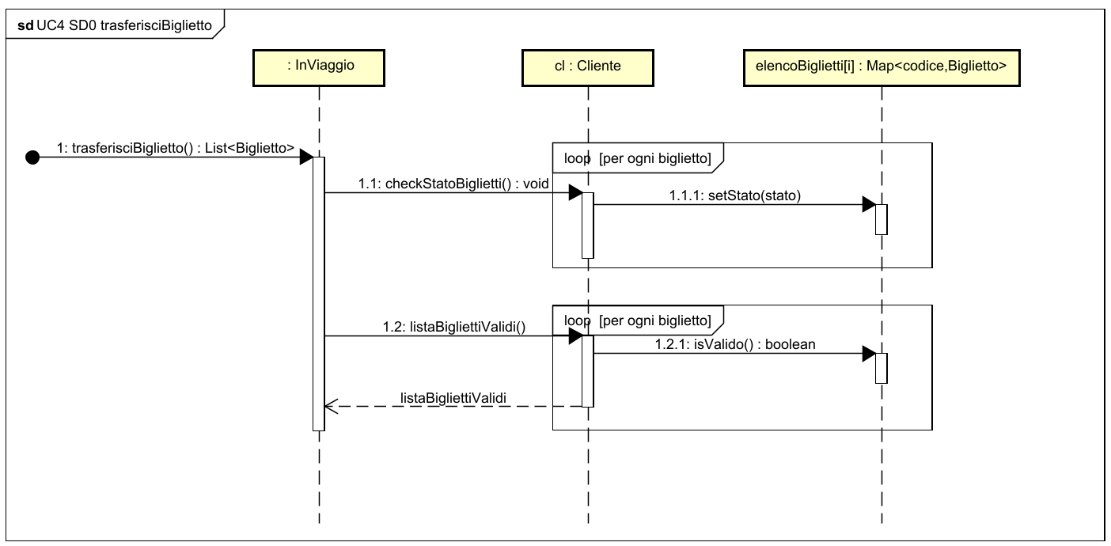 sd UC4 SD0 trasferisciBiglietto
: InViaggio
cl : Cliente
elencoBiglietti[i] : Map<codice,Biglietto>
1: trasferisciBiglietto() : List<Biglietto>
loop [per ogni biglietto]
1.1: checkStatoBiglietti() : void
1.1.1: setStato(stato)
loop [per ogni biglietto]
1.2: listaBigliettiValidi()
1.2.1: isValido() : boolean
listaBigliettiValidi